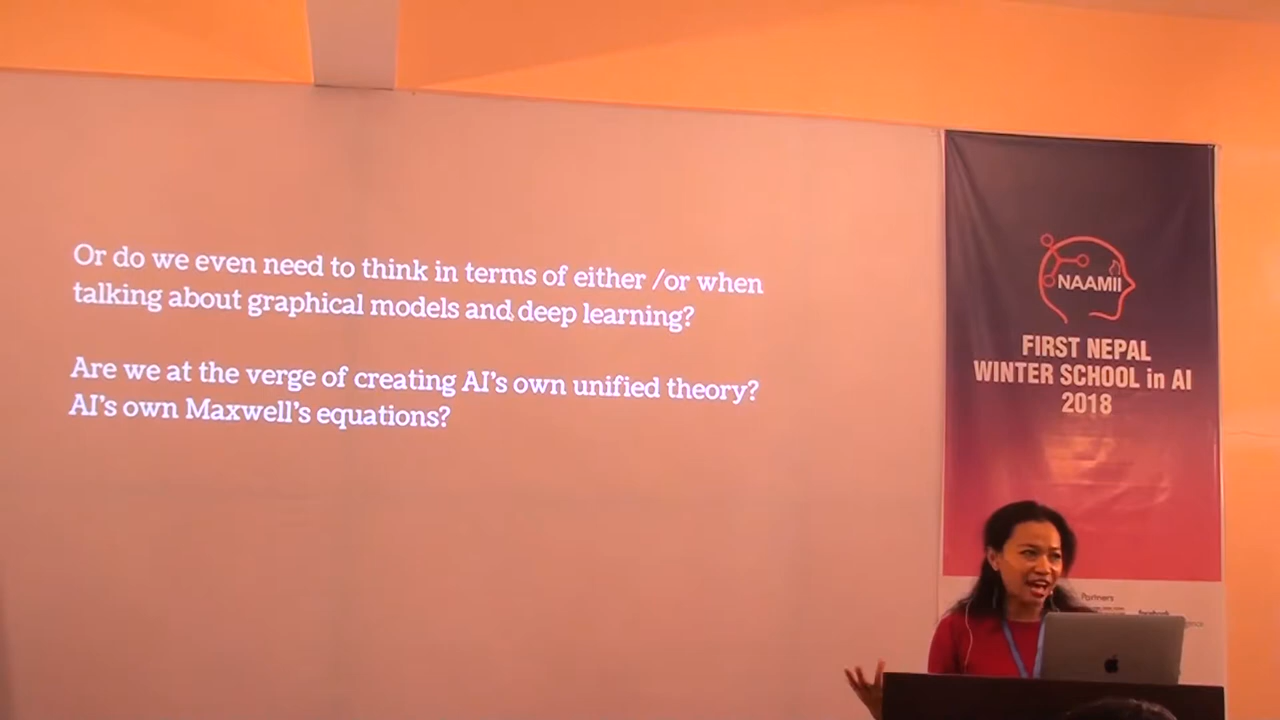 Or do we even need to think in terms of either /or when
talking about graphical models and deep learning?
Are we at the verge of creating AI's own unified theory?
AI's own Maxwell's equations?
NAAMII
FIRST NEPAL
WINTER SCHOOL in AI
2018
Partners
facebook